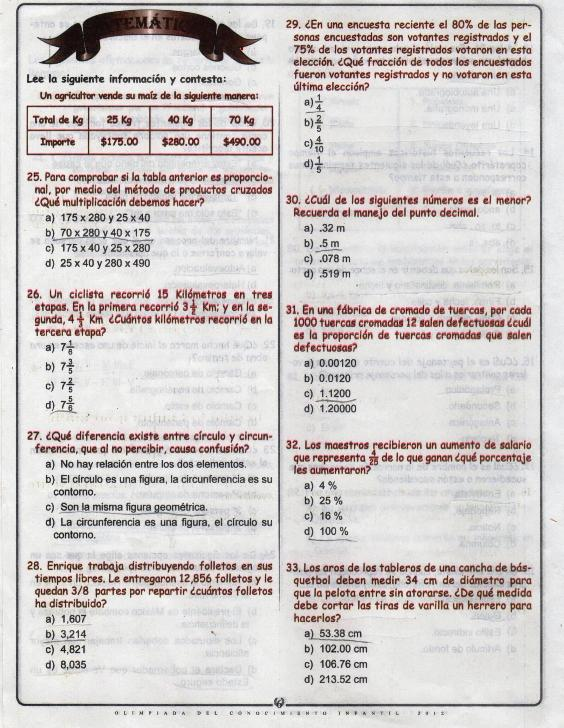 MATEMÁTICAS
Lee la siguiente información y contesta:
Un agricultor vende su maíz de la siguiente manera:
Total de Kg 25 Kg 40 Kg 70 Kg
Importe $175.00 $280.00 $490.00
25. Para comprobar si la tabla anterior es proporcio-
nal, por medio del método de productos cruzados
¿Qué multiplicación debemos hacer?
a) 175 x 280 y 25 x 40
b) 70 x 280 y 40 x 175
c) 175 x 40 y 25 x 280
d) 25 x 40 y 280 x 490
26. Un ciclista recorrió 15 Kilómetros en tres
etapas. En la primera recorrió 3 1/2 Km; y en la se-
gunda, 4 1/3 Km ¿Cuántos kilómetros recorrió en la
tercera etapa?
a) 7 1/6
b) 7 3/5
c) 7 2/5
d) 7 5/6
27. ¿Qué diferencia existe entre círculo y circun-
ferencia, que al no percibir, causa confusión?
a) No hay relación entre los dos elementos.
b) El círculo es una figura, la circunferencia es su
contorno.
c) Son la misma figura geométrica.
d) La circunferencia es una figura, el círculo su
contorno.
28. Enrique trabaja distribuyendo folletos en sus
tiempos libres. Le entregaron 12,856 folletos y le
quedan 3/8 partes por repartir ¿cuántos folletos
ha distribuido?
a) 1,607
b) 3,214
c) 4,821
d) 8,035
29. ¿En una encuesta reciente el 80% de las per-
sonas encuestadas son votantes registrados y el
75% de los votantes registrados votaron en esta
elección. ¿Qué fracción de todos los encuestados
fueron votantes registrados y no votaron en esta
última elección?
a) 1/4
b) 2/5
c) 4/10
d) 1/5
30. ¿Cuál de los siguientes números es el menor?
Recuerda el manejo del punto decimal.
a) .32 m
b) .5 m
c) .078 m
d) .519 m
31. En una fábrica de cromado de tuercas, por cada
1000 tuercas cromadas 12 salen defectuosas ¿cuál
es la proporción de tuercas cromadas que salen
defectuosas?
a) 0.00120
b) 0.0120
c) 1.1200
d) 1.20000
32. Los maestros recibieron un aumento de salario
que representa 4/25 de lo que ganan ¿qué porcentaje
les aumentaron?
a) 4 %
b) 25 %
c) 16 %
d) 100 %
33. Los aros de los tableros de una cancha de bás-
quetbol deben medir 34 cm de diámetro para
que la pelota entre sin atorarse. ¿De qué medida
debe cortar las tiras de varilla un herrero para
hacerlos?
a) 53.38 cm
b) 102.00 cm
c) 106.76 cm
d) 213.52 cm
OLIMPIADA DEL CONOCIMIENTO INFANTIL 2012